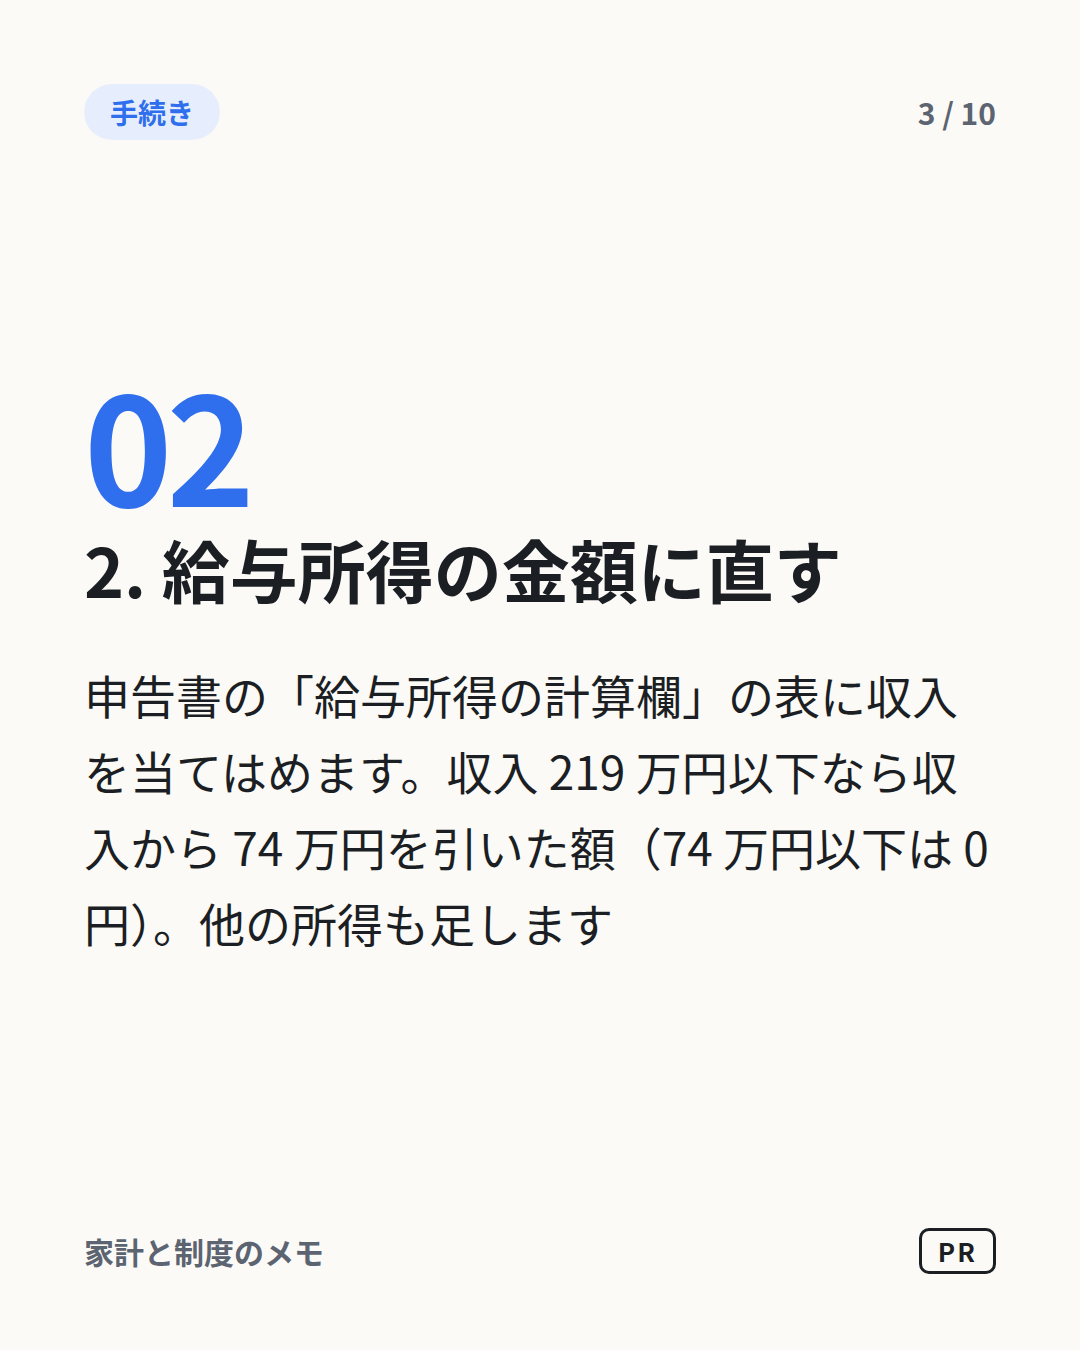 手続き
3 / 10
02
2. 給与所得の金額に直す
申告書の「給与所得の計算欄」の表に収入
を当てはめます。収入 219 万円以下なら収
入から 74 万円を引いた額（74 万円以下は 0
円）。他の所得も足します
家計と制度のメモ
PR